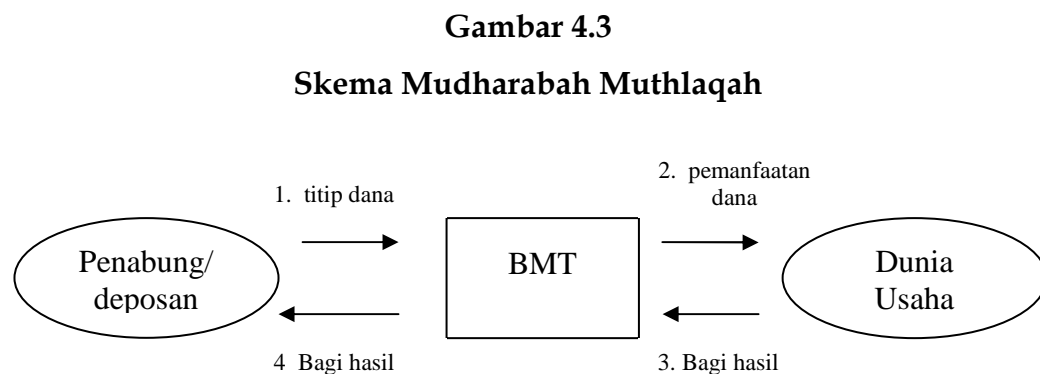 Gambar 4.3
Skema Mudharabah Muthlaqah
1. titip dana
2. pemanfaatan
dana
Penabung/
deposan
BMT
Dunia
Usaha
4 Bagi hasil
3. Bagi hasil